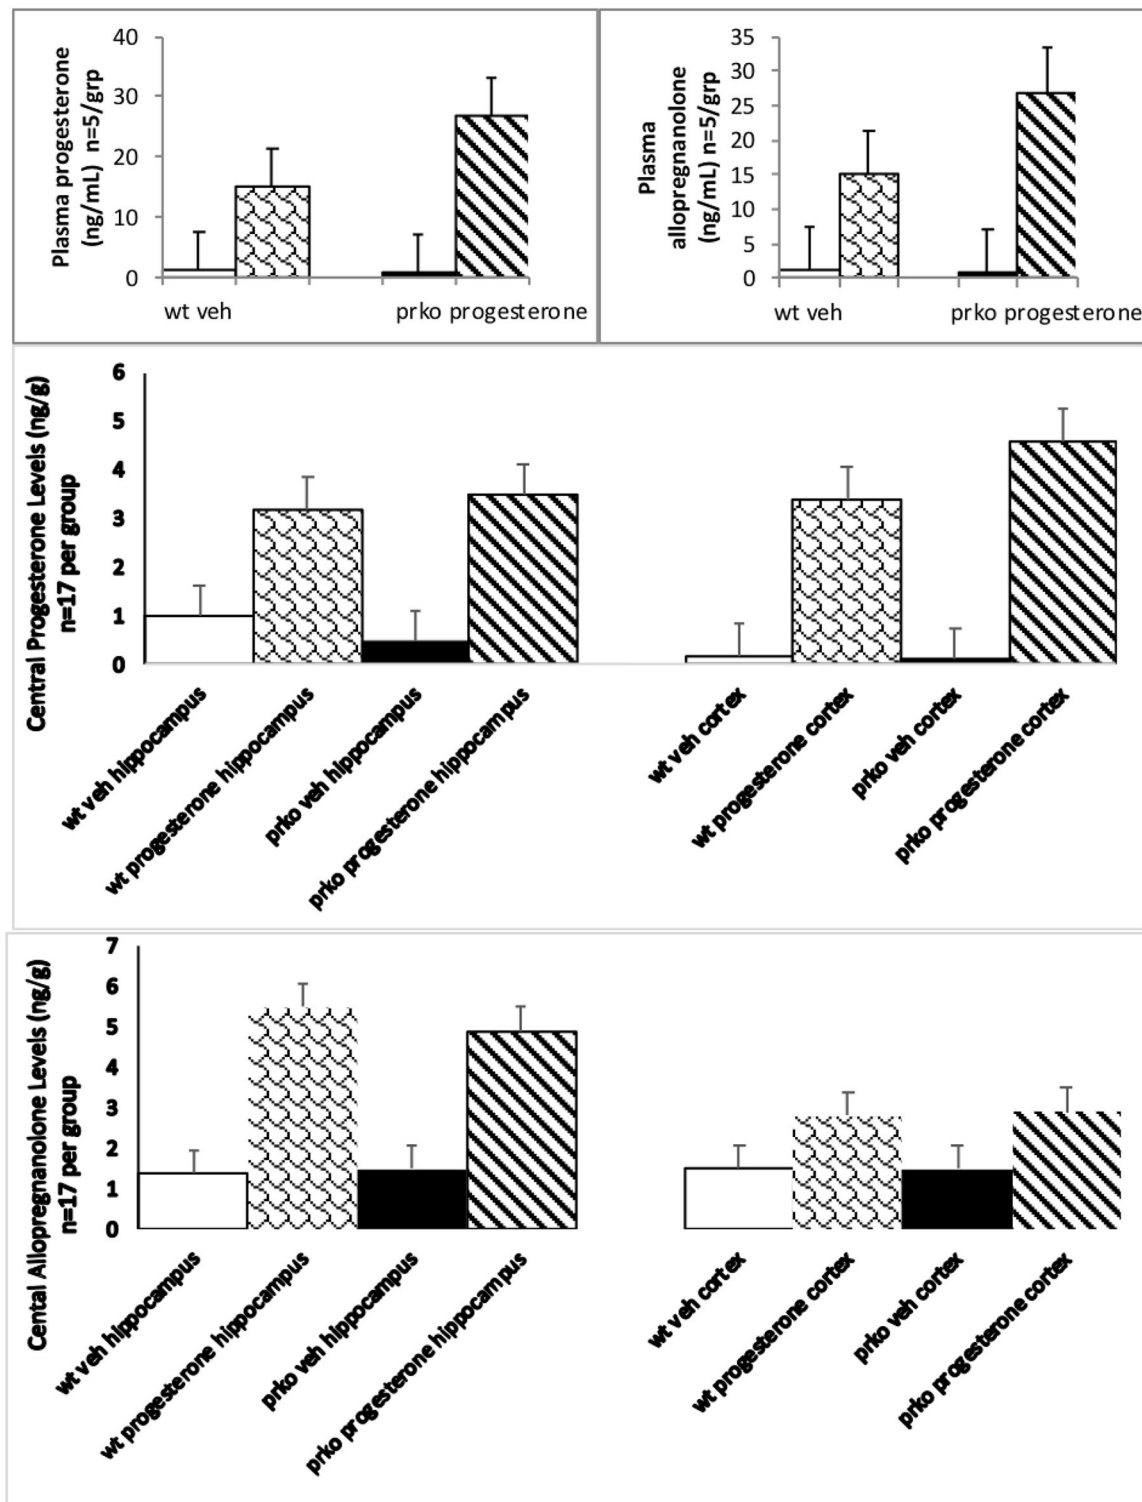 Plasma progesterone
(ng/mL) n=5/grp
40
30
20
10
0
wt veh
prko progesterone
Plasma
allopregnanolone
(ng/mL) n=5/grp
35
30
25
20
15
10
5
0
wt veh
prko progesterone
Central Progesterone Levels (ng/g)
n=17 per group
6
5
4
3
2
1
0
wt veh hippocampus
wt progesterone hippocampus
prko veh hippocampus
prko progesterone hippocampus
wt veh cortex
wt progesterone cortex
prko veh cortex
prko progesterone cortex
Cental Allopregnanolone Levels (ng/g)
n=17 per group
7
6
5
4
3
2
1
0
wt veh hippocampus
wt progesterone hippocampus
prko veh hippocampus
prko progesterone hippocampus
wt veh cortex
wt progesterone cortex
prko veh cortex
prko progesterone cortex